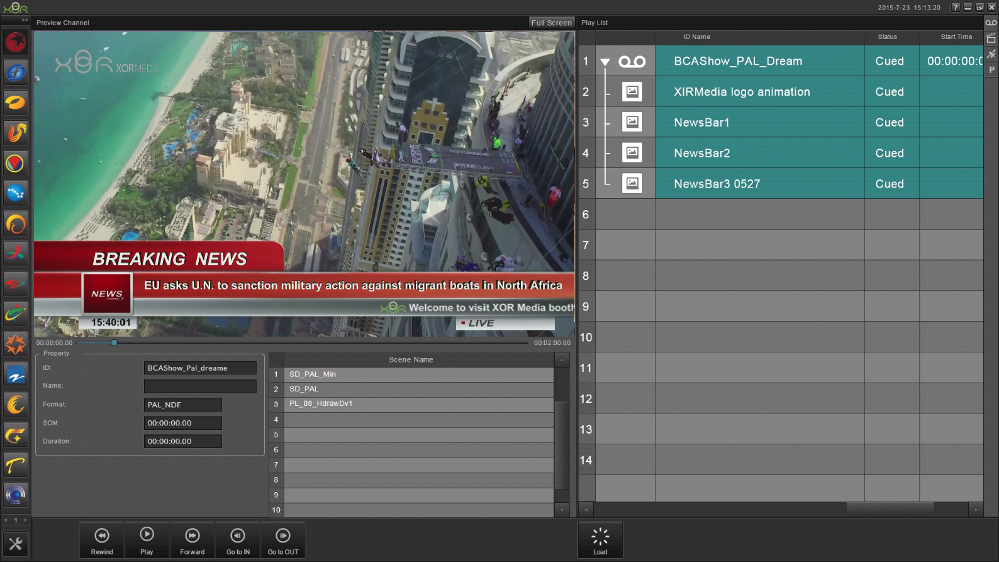 XOR
2015-7-23 15:13:20
?
Preview Channel
Full Screen
XOR XORMEDIA
SKYDIVEDUBAI
BREAKING NEWS
EU asks U.N. to sanction military action against migrant boats in North Africa
NEWS
XOR Welcome to visit XOR Media booth
15:40:01
LIVE
00:00:00.00
00:02:00.00
Property
ID: BCAShow_Pal_dreame
Name:
Format: PAL_NDF
SOM: 00:00:00.00
Duration: 00:00:00.00
Scene Name
1 SD_PAL_Min
2 SD_PAL
3 PL_08_HdrawDv1
4
5
6
7
8
9
10
1
Rewind
Play
Forward
Go to IN
Go to OUT
Play List
ID Name Status Start Time
1 BCAShow_PAL_Dream Cued 00:00:00:0
2 XIRMedia logo animation Cued
3 NewsBar1 Cued
4 NewsBar2 Cued
5 NewsBar3 0527 Cued
6
7
8
9
10
11
12
13
14
P
Load